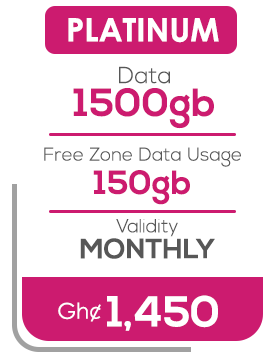 PLATINUM
Data
1500gb
Free Zone Data Usage
150gb
Validity
MONTHLY
Gh¢ 1,450